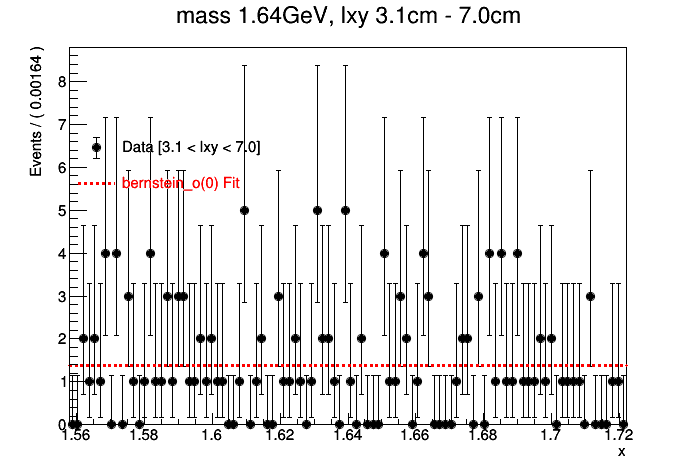 mass 1.64GeV, lxy 3.1cm - 7.0cm
Events / ( 0.00164 )
8
7
Data [3.1 < lxy < 7.0]
6
bernstein_o(0) Fit
5
4
3
2
1
0
1.56 1.58 1.6 1.62 1.64 1.66 1.68 1.7 1.72
x